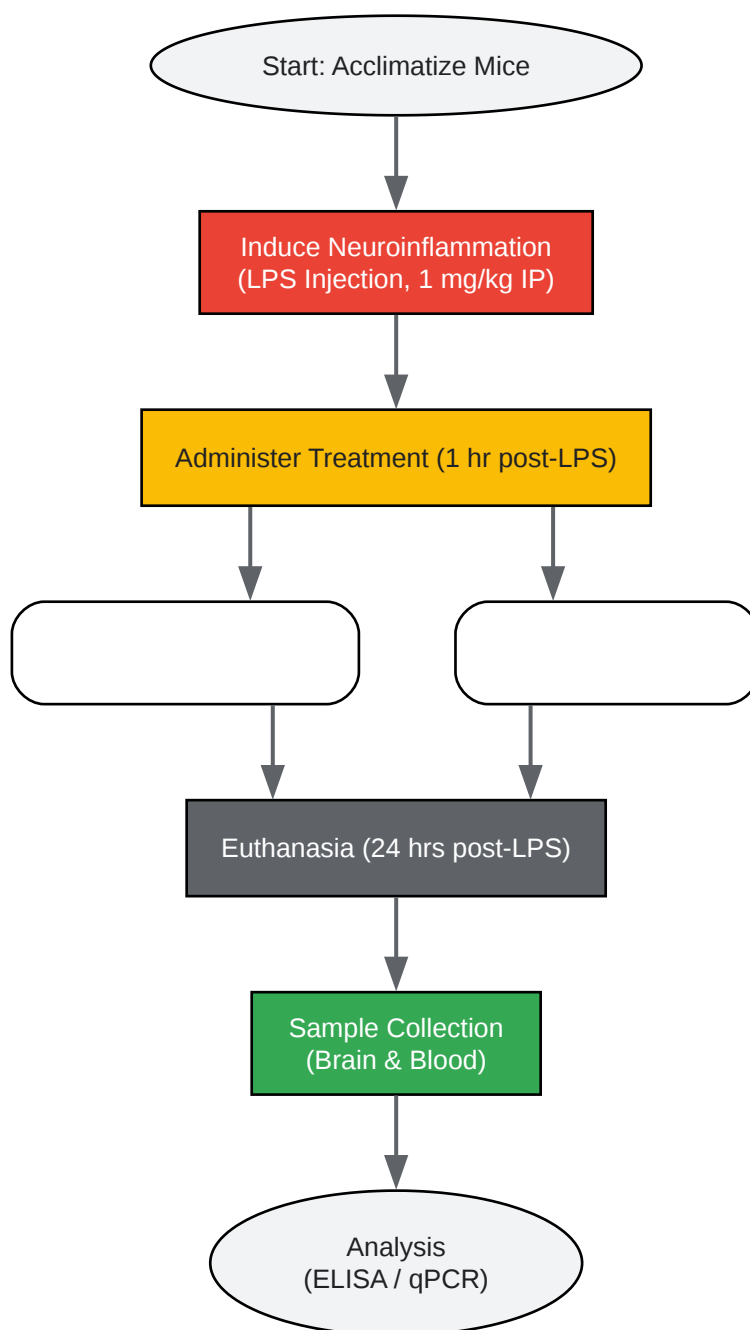 Start: Acclimatize Mice
Induce Neuroinflammation
(LPS Injection, 1 mg/kg IP)
Administer Treatment (1 hr post-LPS)
Euthanasia (24 hrs post-LPS)
Sample Collection
(Brain & Blood)
Analysis
(ELISA / qPCR)